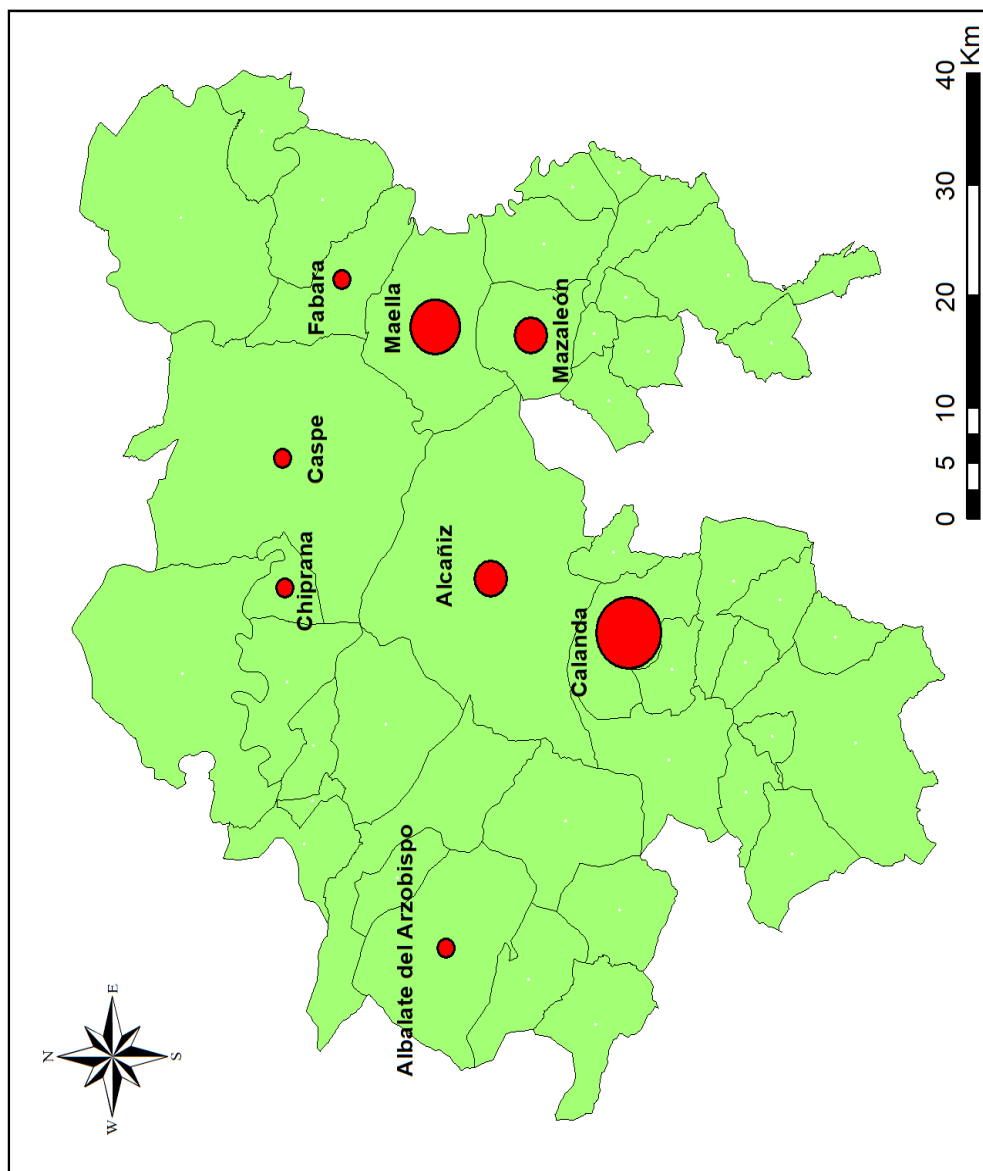 N
W
E
S
Chiprana
Caspe
Fabara
Maella
Albalate del Arzobispo
Alcañiz
Mazaleón
Calanda
0 5 10 20 30 40
Km